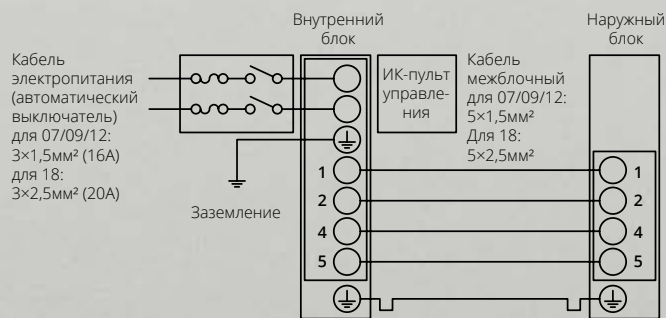 Внутренний
блок
Наружный
блок
Кабель
электропитания
(автоматический
выключатель)
для 07/09/12:
3×1,5мм² (16А)
для 18:
3×2,5мм² (20А)
ИК-пульт
управле-
ния
Кабель
межблочный
для 07/09/12:
5×1,5мм²
Для 18:
5×2,5мм²
Заземление
1
2
4
5
1
2
4
5